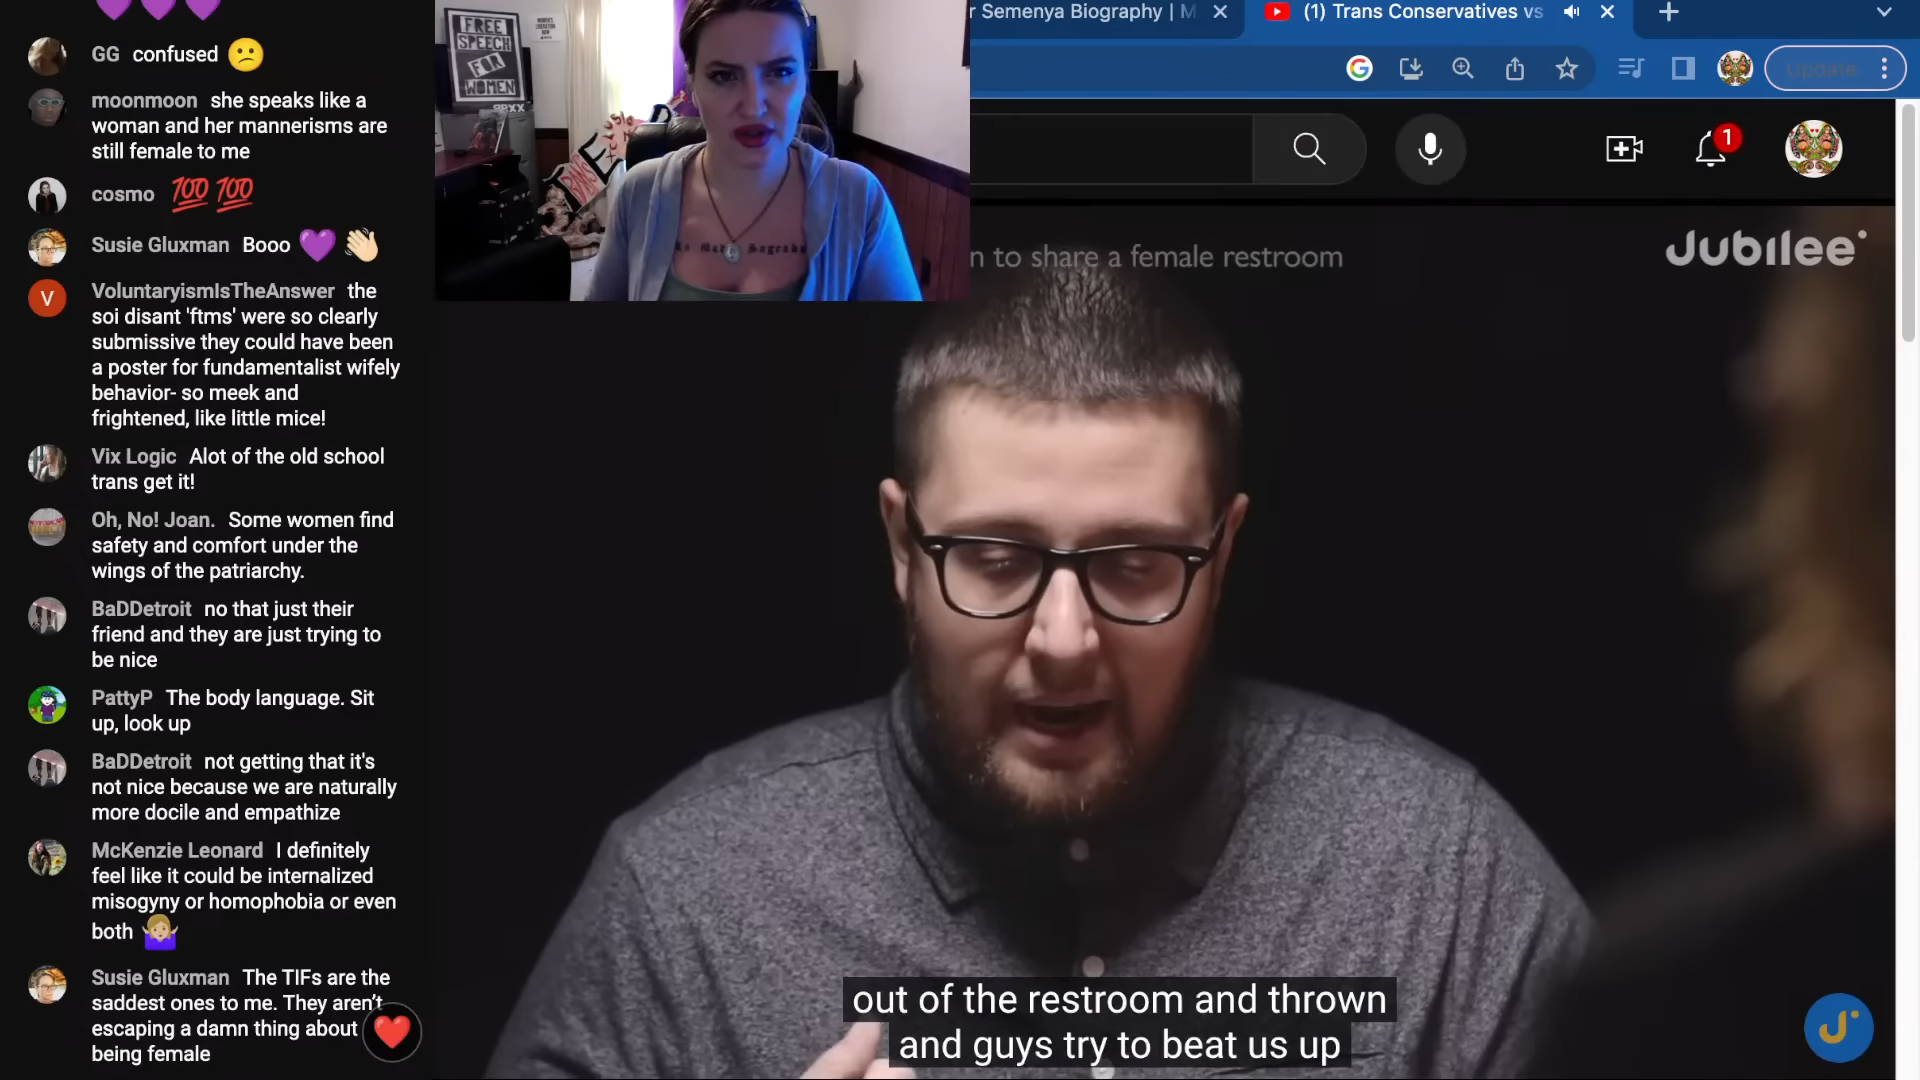 GG confused
moonmoon she speaks like a
woman and her mannerisms are
still female to me
cosmo
Susie Gluxman Booo
V
VoluntaryismIsTheAnswer the
soi disant 'ftms' were so clearly
submissive they could have been
a poster for fundamentalist wifely
behavior- so meek and
frightened, like little mice!
Vix Logic Alot of the old school
trans get it!
Oh, No! Joan. Some women find
safety and comfort under the
wings of the patriarchy.
BaDDetroit no that just their
friend and they are just trying to
be nice
PattyP The body language. Sit
up, look up
BaDDetroit not getting that it's
not nice because we are naturally
more docile and empathize
McKenzie Leonard I definitely
feel like it could be internalized
misogyny or homophobia or even
both
Susie Gluxman The TIFs are the
saddest ones to me. They aren't
escaping a damn thing about
being female
FREE
SPEECH
FOR
WOMEN
r Semenya Biography | M
(1) Trans Conservatives vs
Update
1
n to share a female restroom
Jubilee
out of the restroom and thrown
and guys try to beat us up
J